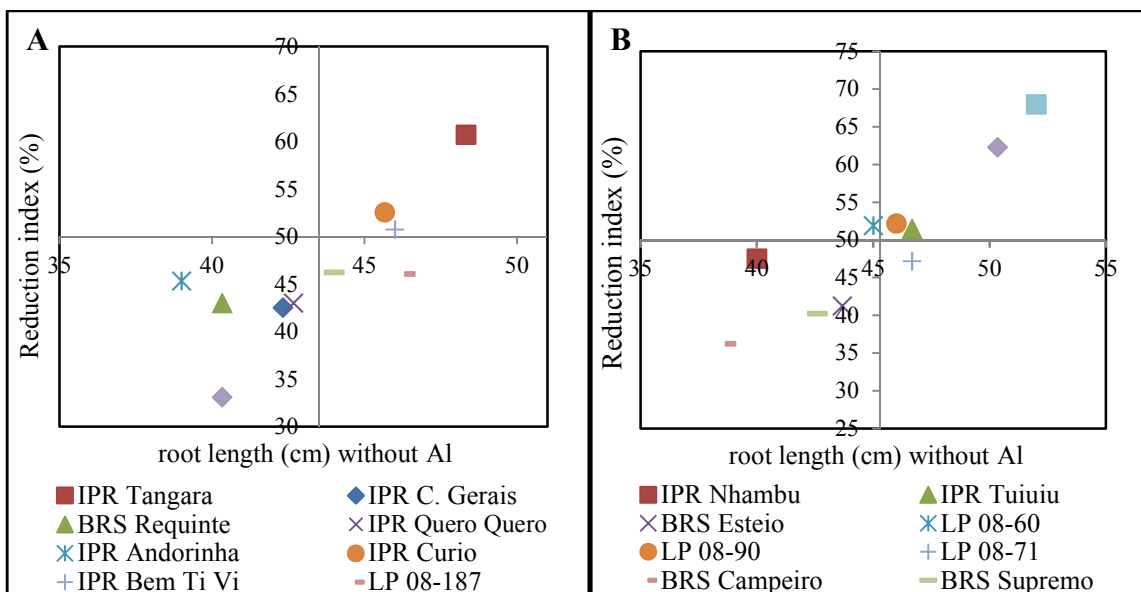 A
70
65
60
55
50
45
40
35
30
35
40
45
50
Reduction index (%)
root length (cm) without Al
IPR Tangara
IPR C. Gerais
BRS Requinte
IPR Quero Quero
IPR Andorinha
IPR Curio
IPR Bem Ti Vi
LP 08-187
B
75
70
65
60
55
50
45
40
35
30
25
35
40
45
50
55
Reduction index (%)
root length (cm) without Al
IPR Nhambu
IPR Tuiuiu
BRS Esteio
LP 08-60
LP 08-90
LP 08-71
BRS Campeiro
BRS Supremo